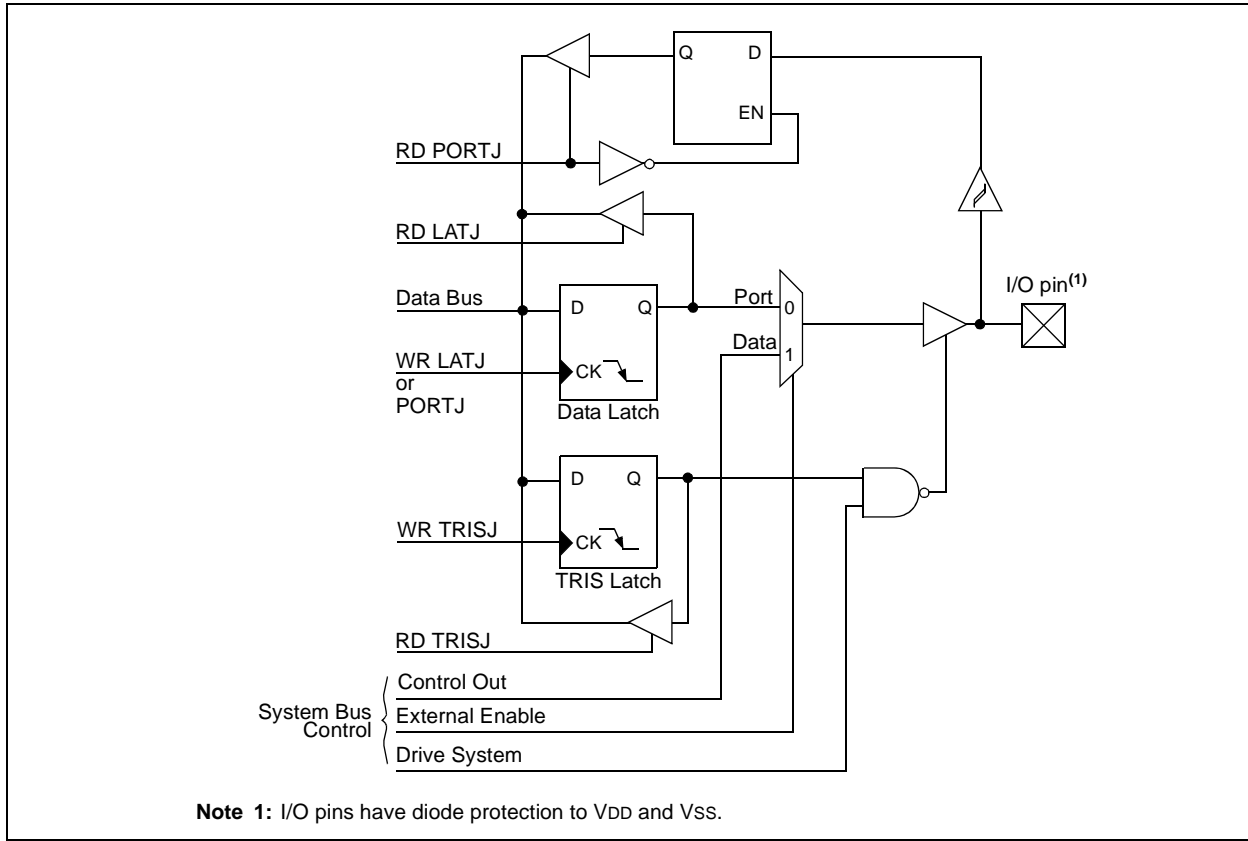 Q D
EN
RD PORTJ
RD LATJ
I/O pin(1)
Data Bus
D Q
Port 0
Data 1
WR LATJ
or
PORTJ
CK
Data Latch
D Q
WR TRISJ
CK
TRIS Latch
RD TRISJ
Control Out
System Bus
Control
External Enable
Drive System
Note 1: I/O pins have diode protection to VDD and VSS.